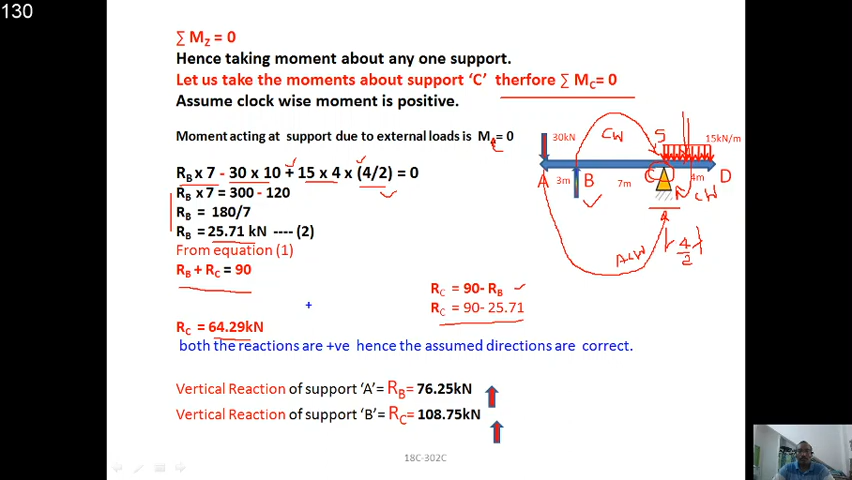 130
∑ MZ = 0
Hence taking moment about any one support.
Let us take the moments about support 'C' therfore ∑ MC= 0
Assume clock wise moment is positive.
Moment acting at support due to external loads is M = 0
RB x 7 - 30 x 10 + 15 x 4 x (4/2) = 0
RB x 7 = 300 - 120
RB = 180/7
RB = 25.71 kN ---- (2)
From equation (1)
RB + RC = 90
RC = 90- RB
RC = 90- 25.71
+
RC = 64.29kN
both the reactions are +ve hence the assumed directions are correct.
Vertical Reaction of support 'A'= RB= 76.25kN
Vertical Reaction of support 'B'= RC= 108.75kN
18C-302C
30kN
CW
15kN/m
A
3m
B
7m
C
4m
D
CW
ACW
4/2